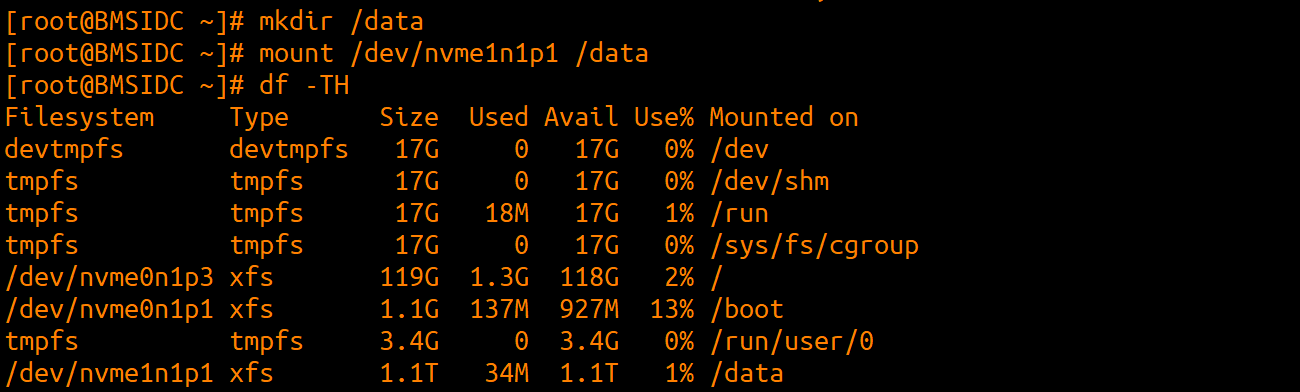 [root@BMSIDC ~]# mkdir /data
[root@BMSIDC ~]# mount /dev/nvme1n1p1 /data
[root@BMSIDC ~]# df -TH
Filesystem     Type      Size  Used Avail Use% Mounted on
devtmpfs       devtmpfs   17G     0   17G   0% /dev
tmpfs          tmpfs      17G     0   17G   0% /dev/shm
tmpfs          tmpfs      17G   18M   17G   1% /run
tmpfs          tmpfs      17G     0   17G   0% /sys/fs/cgroup
/dev/nvme0n1p3 xfs       119G  1.3G  118G   2% /
/dev/nvme0n1p1 xfs       1.1G  137M  927M  13% /boot
tmpfs          tmpfs     3.4G     0  3.4G   0% /run/user/0
/dev/nvme1n1p1 xfs       1.1T   34M  1.1T   1% /data